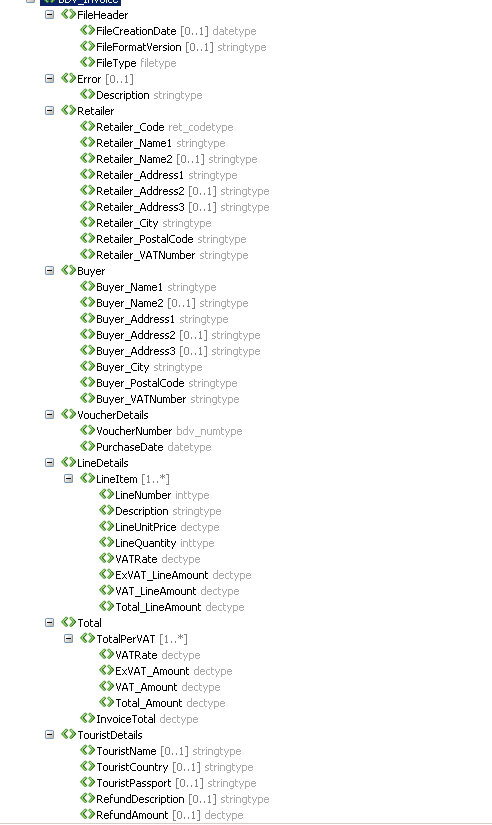 BDV_Invoice
FileHeader
FileCreationDate [0..1] datetype
FileFormatVersion [0..1] stringtype
FileType filetype
Error [0..1]
Description stringtype
Retailer
Retailer_Code ret_codetype
Retailer_Name1 stringtype
Retailer_Name2 [0..1] stringtype
Retailer_Address1 stringtype
Retailer_Address2 [0..1] stringtype
Retailer_Address3 [0..1] stringtype
Retailer_City stringtype
Retailer_PostalCode stringtype
Retailer_VATNumber stringtype
Buyer
Buyer_Name1 stringtype
Buyer_Name2 [0..1] stringtype
Buyer_Address1 stringtype
Buyer_Address2 [0..1] stringtype
Buyer_Address3 [0..1] stringtype
Buyer_City stringtype
Buyer_PostalCode stringtype
Buyer_VATNumber stringtype
VoucherDetails
VoucherNumber bdv_numtype
PurchaseDate datetype
LineDetails
LineItem [1..*]
LineNumber inttype
Description stringtype
LineUnitPrice dectype
LineQuantity inttype
VATRate dectype
ExVAT_LineAmount dectype
VAT_LineAmount dectype
Total_LineAmount dectype
Total
TotalPerVAT [1..*]
VATRate dectype
ExVAT_Amount dectype
VAT_Amount dectype
Total_Amount dectype
InvoiceTotal dectype
TouristDetails
TouristName [0..1] stringtype
TouristCountry [0..1] stringtype
TouristPassport [0..1] stringtype
RefundDescription [0..1] stringtype
RefundAmount [0..1] dectype